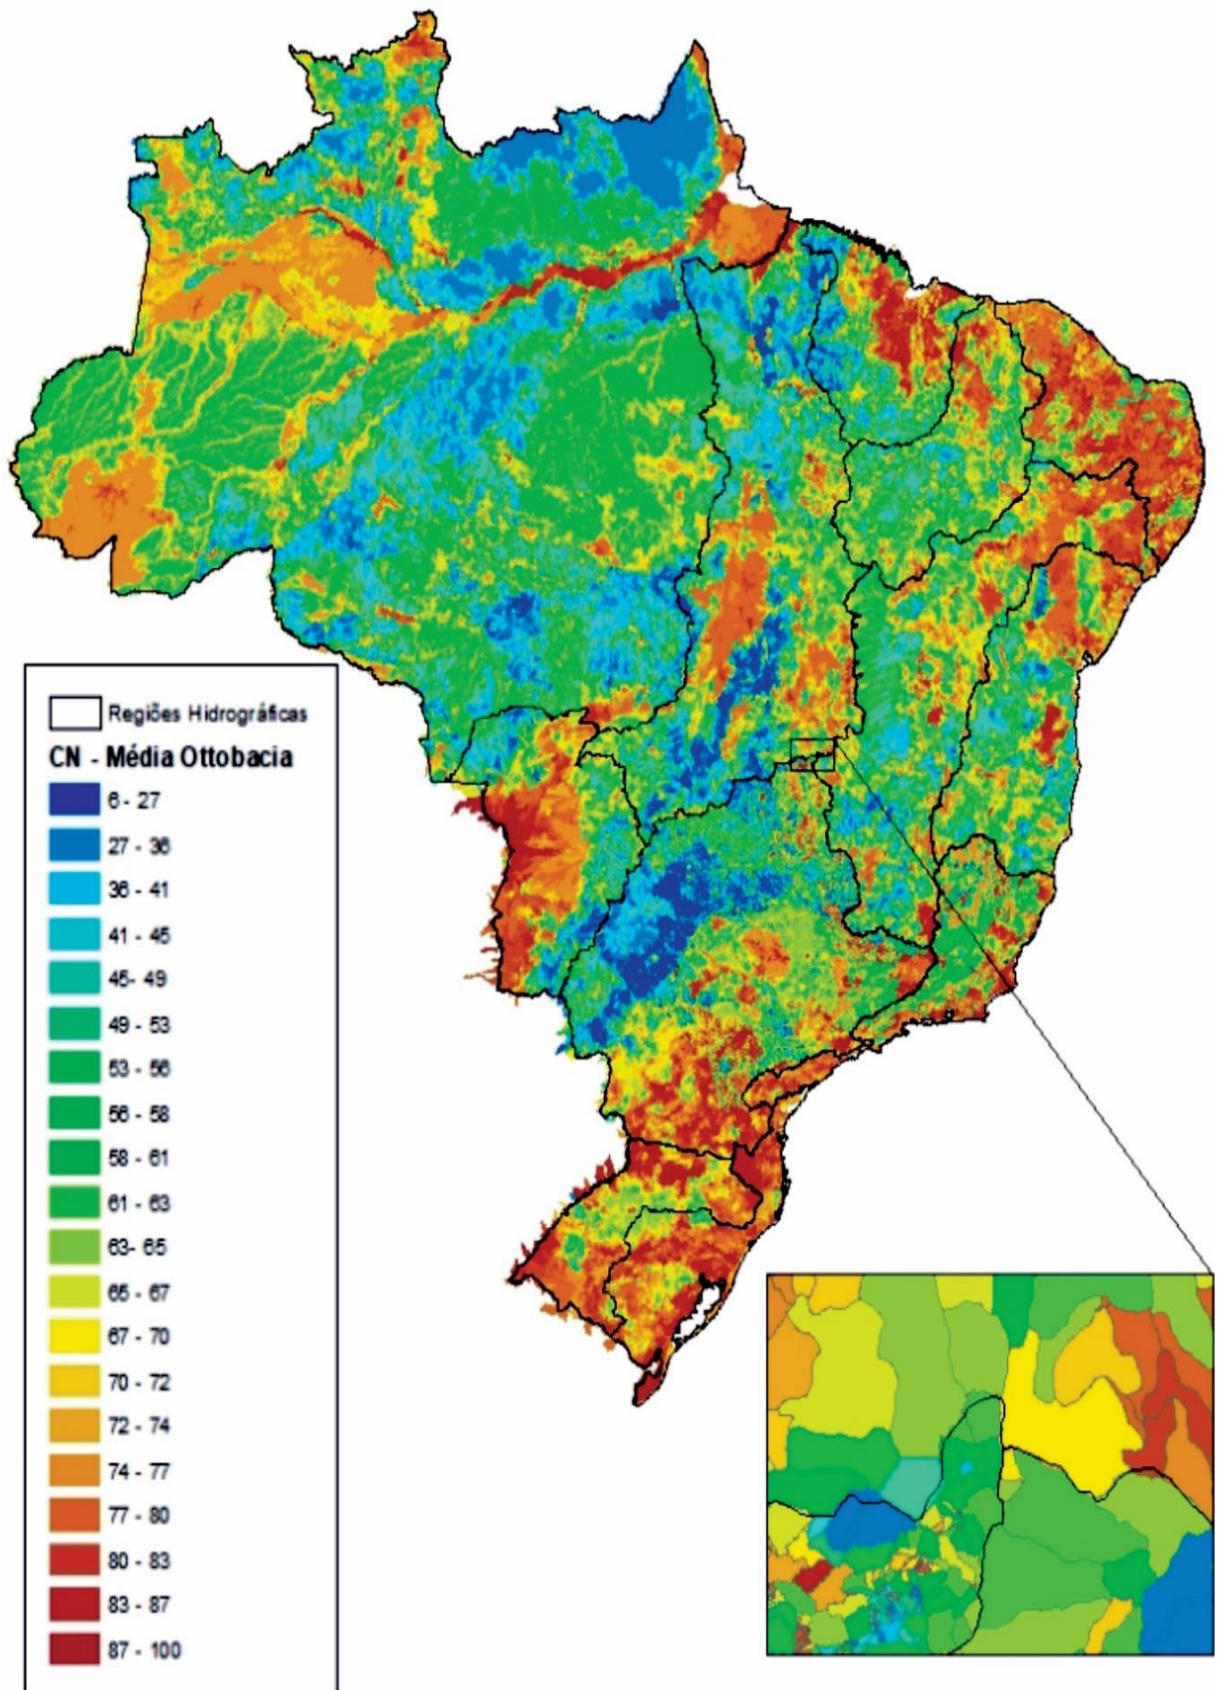 Regiões Hidrográficas
CN - Média Ottobacia
6 - 27
27 - 36
36 - 41
41 - 45
45- 49
49 - 53
53 - 56
56 - 58
58 - 61
61 - 63
63- 65
65 - 67
67 - 70
70 - 72
72 - 74
74 - 77
77 - 80
80 - 83
83 - 87
87 - 100